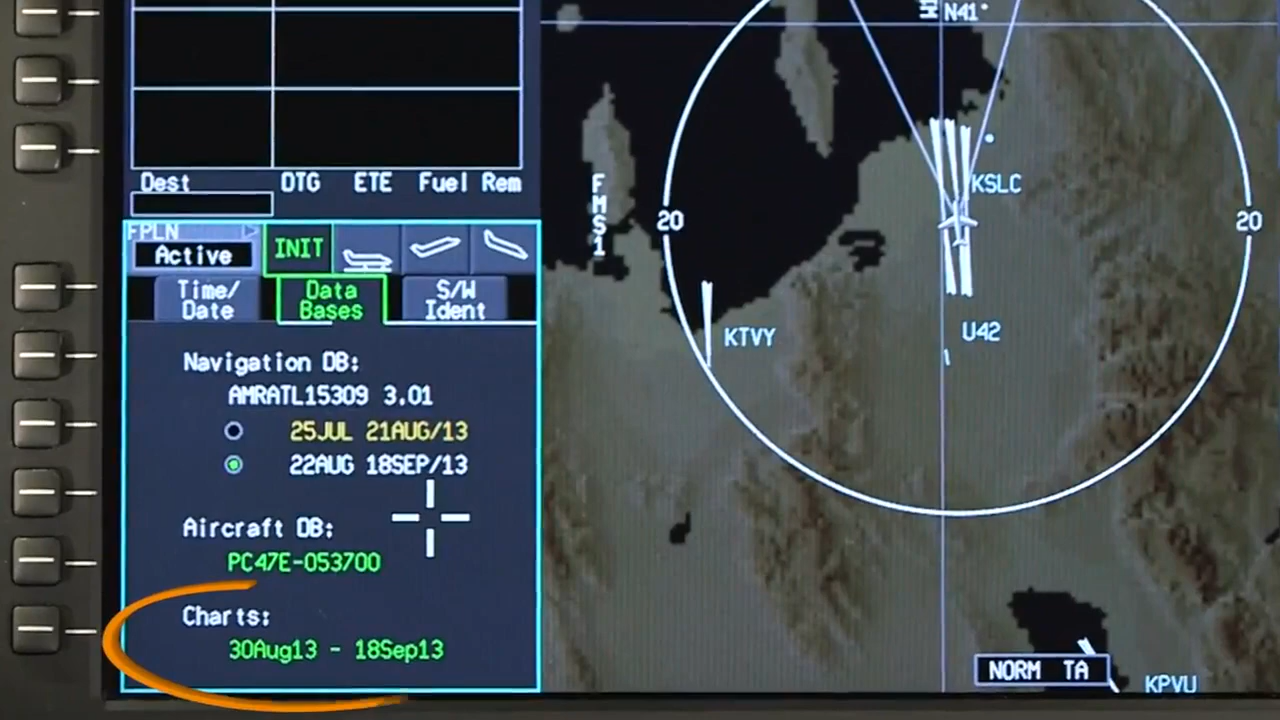 N41°
Dest DTG ETE Fuel Rem
FPLN
Active
INIT
Time/
Date
Data
Bases
S/W
Ident
Navigation DB:
AMRATL15309 3.01
25JUL 21AUG/13
22AUG 18SEP/13
Aircraft DB:
PC47E-053700
Charts:
30Aug13 - 18Sep13
FMS1
20
20
KSLC
KTVY
U42
NORM TA
KPVU